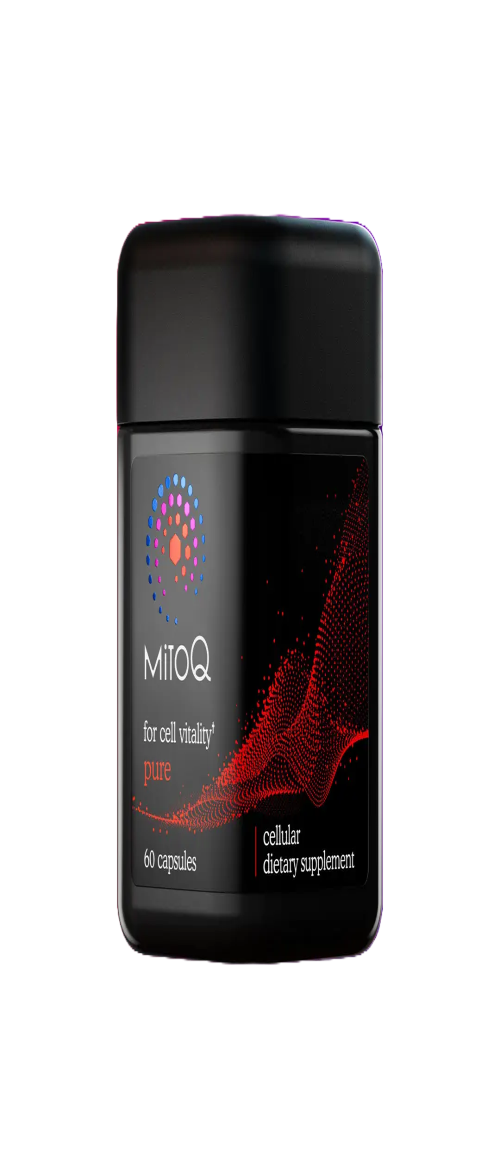 MitoQ
for cell vitality†
pure
60 capsules
cellular
dietary supplement